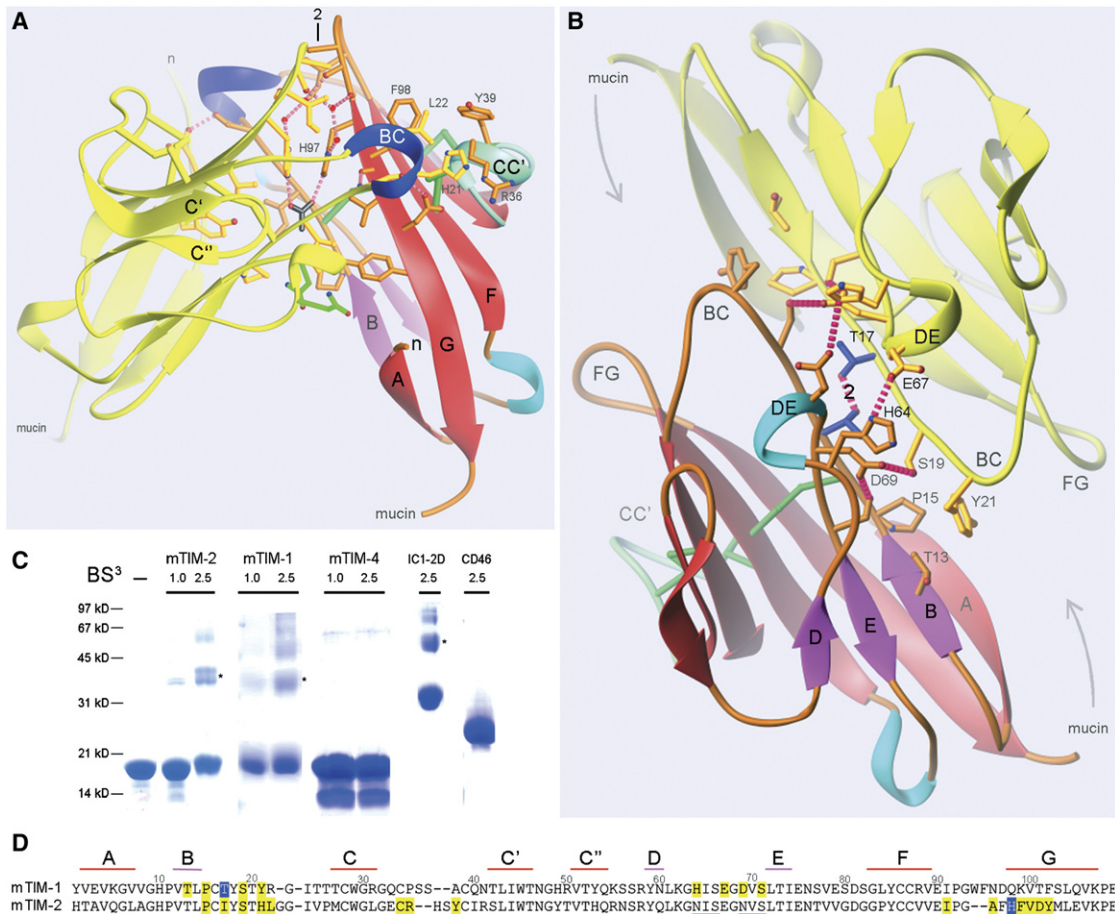 A
2
n
F98
L22
Y39
BC
H97
CC'
H21
R36
C'
C"
F
B
n
G
A
mucin
mucin
B
mucin
BC
T17
DE
FG
E67
2
DE
H64
S19
BC
FG
D69
Y21
P15
CC'
T13
A
B
E
D
mucin
C
mTIM-2 mTIM-1 mTIM-4 IC1-2D CD46
BS³ — 1.0 2.5 1.0 2.5 1.0 2.5 2.5 2.5
97 kD
67 kD
45 kD
31 kD
21 kD
14 kD
* * *
D
A B C C' C" D E F G
10 20 30 40 50 60 70 80 90 100
mTIM-1 YVEVKGVVGHPVTLPCTYSTYR-G-ITTTCWGRGQCPSS--ACQNTLIWTNGHRVTYQKSSRYNLKGHISEGDVSLTIENSVESDSGLYCCRVEIPGWFNDQKVTFSLQVKPE
mTIM-2 HTAVQGLAGHPVTLPCIYSTHLGG-IVPMCWGLGECR--HSYCIRSLIWTNGYTVTHQRNSRYQLKGNISEGNVSLTIENTVVGDGGPYCCVVEIPG--AFHFVDYMLEVKPE